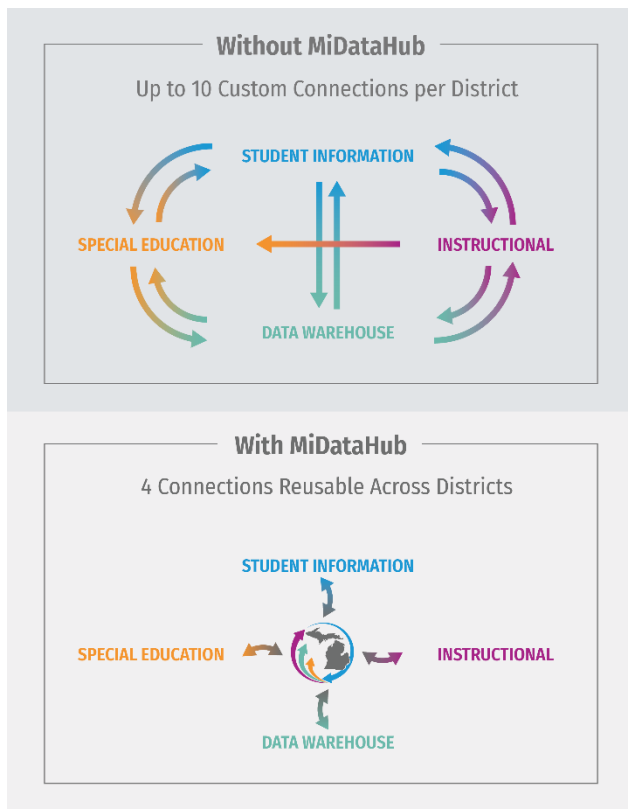 Without MiDataHub
Up to 10 Custom Connections per District
STUDENT INFORMATION
SPECIAL EDUCATION
INSTRUCTIONAL
DATA WAREHOUSE
With MiDataHub
4 Connections Reusable Across Districts
STUDENT INFORMATION
SPECIAL EDUCATION
INSTRUCTIONAL
DATA WAREHOUSE